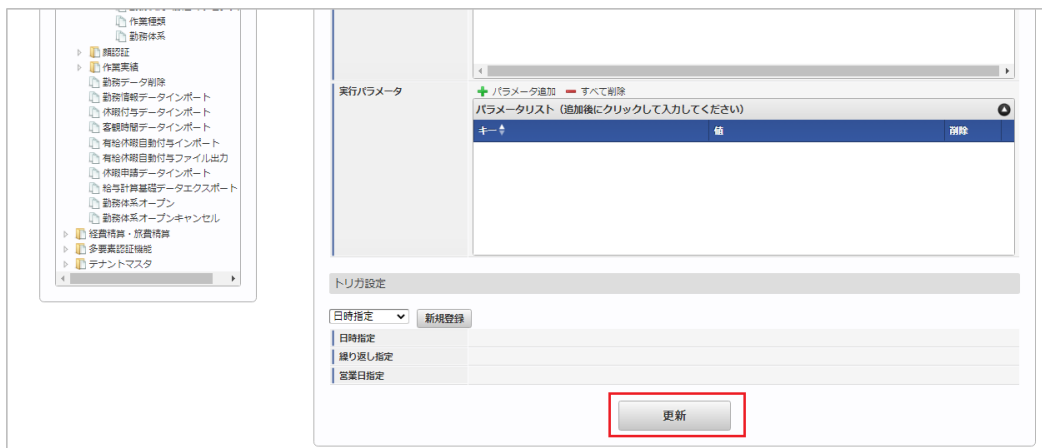 作業種類
勤務体系
顔認証
作業実績
勤務データ削除
勤務情報データインポート
休暇付与データインポート
客観時間データインポート
有給休暇自動付与インポート
有給休暇自動付与ファイル出力
休暇申請データインポート
給与計算基礎データエクスポート
勤務体系オープン
勤務体系オープンキャンセル
経費精算・旅費精算
多要素認証機能
テナントマスタ
実行パラメータ
パラメータ追加 すべて削除
パラメータリスト（追加後にクリックして入力してください）
キー 値 削除
トリガ設定
日時指定 新規登録
日時指定
繰り返し指定
営業日指定
更新